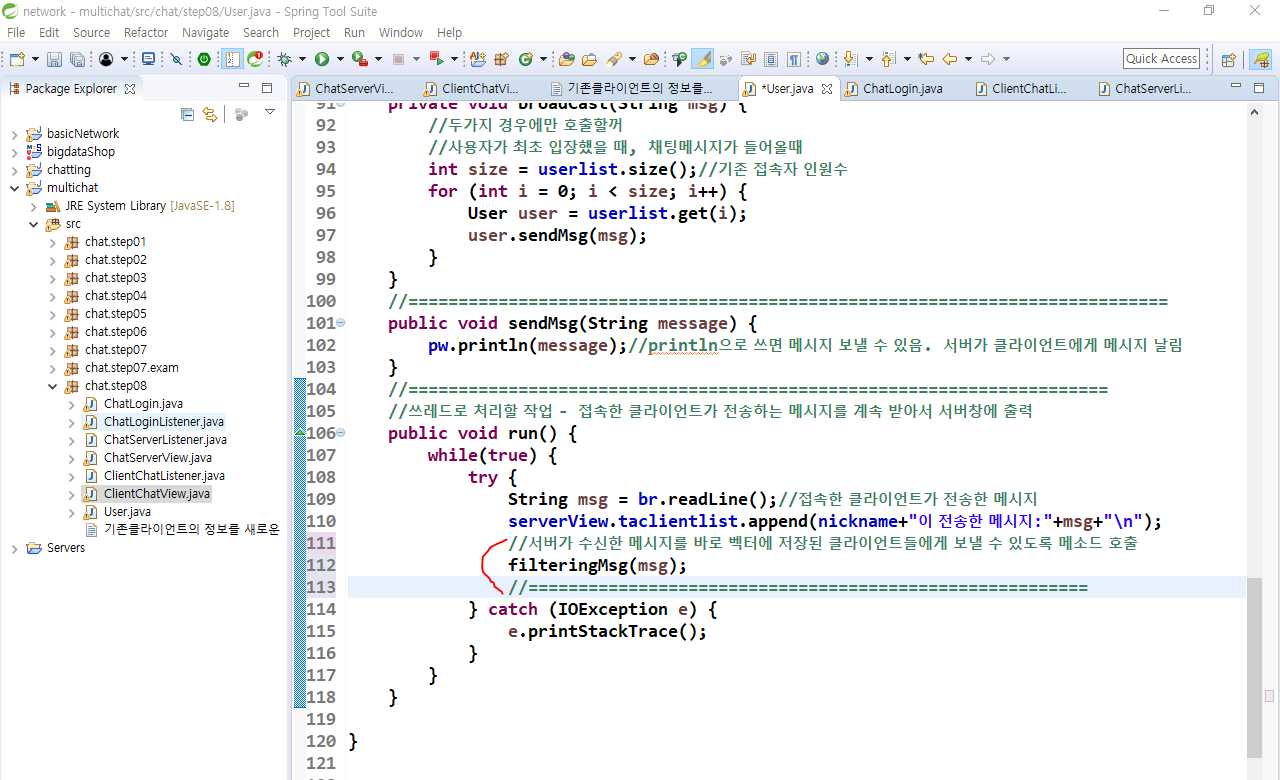 network - multichat/src/chat/step08/User.java - Spring Tool Suite
File Edit Source Refactor Navigate Search Project Run Window Help
Quick Access
Package Explorer
ChatServerVi...
ClientChatVi...
기존클라이언트의 정보를...
*User.java
ChatLogin.java
ClientChatLi...
ChatServerLi...
basicNetwork
bigdataShop
chatting
multichat
JRE System Library [JavaSE-1.8]
src
chat.step01
chat.step02
chat.step03
chat.step04
chat.step05
chat.step06
chat.step07
chat.step07.exam
chat.step08
ChatLogin.java
ChatLoginListener.java
ChatServerListener.java
ChatServerView.java
ClientChatListener.java
ClientChatView.java
User.java
기존클라이언트의 정보를 새로운
Servers
91 private void broadCast(String msg) {
92 //두가지 경우에만 호출할꺼
93 //사용자가 최초 입장했을 때, 채팅메시지가 들어올때
94 int size = userlist.size();//기존 접속자 인원수
95 for (int i = 0; i < size; i++) {
96 User user = userlist.get(i);
97 user.sendMsg(msg);
98 }
99 }
100 //============================================================================
101 public void sendMsg(String message) {
102 pw.println(message);//println으로 쓰면 메시지 보낼 수 있음. 서버가 클라이언트에게 메시지 날림
103 }
104 //======================================================================
105 //쓰레드로 처리할 작업 - 접속한 클라이언트가 전송하는 메시지를 계속 받아서 서버창에 출력
106 public void run() {
107 while(true) {
108 try {
109 String msg = br.readLine();//접속한 클라이언트가 전송한 메시지
110 serverView.taclientlist.append(nickname+"이 전송한 메시지:"+msg+"\n");
111 //서버가 수신한 메시지를 바로 벡터에 저장된 클라이언트들에게 보낼 수 있도록 메소드 호출
112 filteringMsg(msg);
113 //========================================================
114 } catch (IOException e) {
115 e.printStackTrace();
116 }
117 }
118 }
119
120 }
121